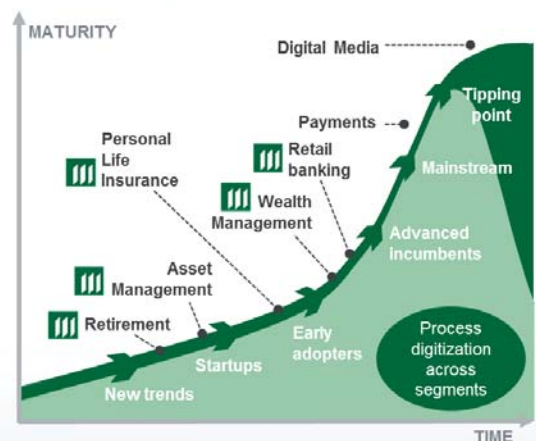 MATURITY
Digital Media
Tipping
point
Payments
Personal
Life
Insurance
Retail
banking
Mainstream
Wealth
Management
Advanced
incumbents
Asset
Management
Retirement
Early
adopters
Startups
New trends
Process
digitization
across
segments
TIME